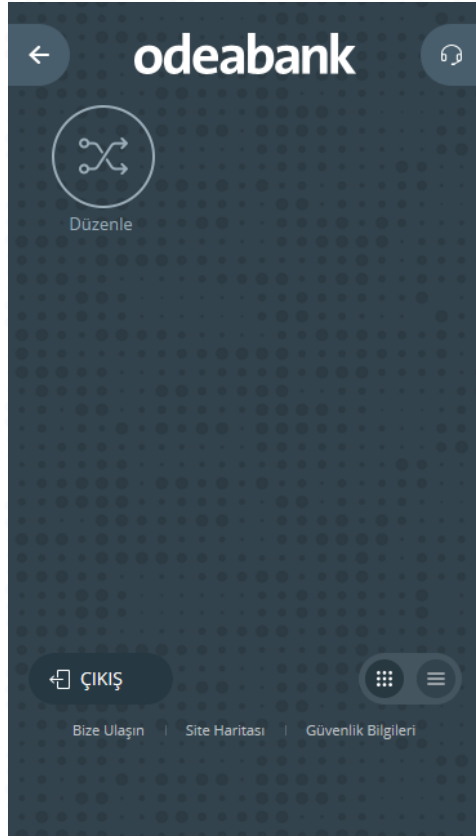 odeabank
Düzenle
ÇIKIŞ
Bize Ulaşın | Site Haritası | Güvenlik Bilgileri